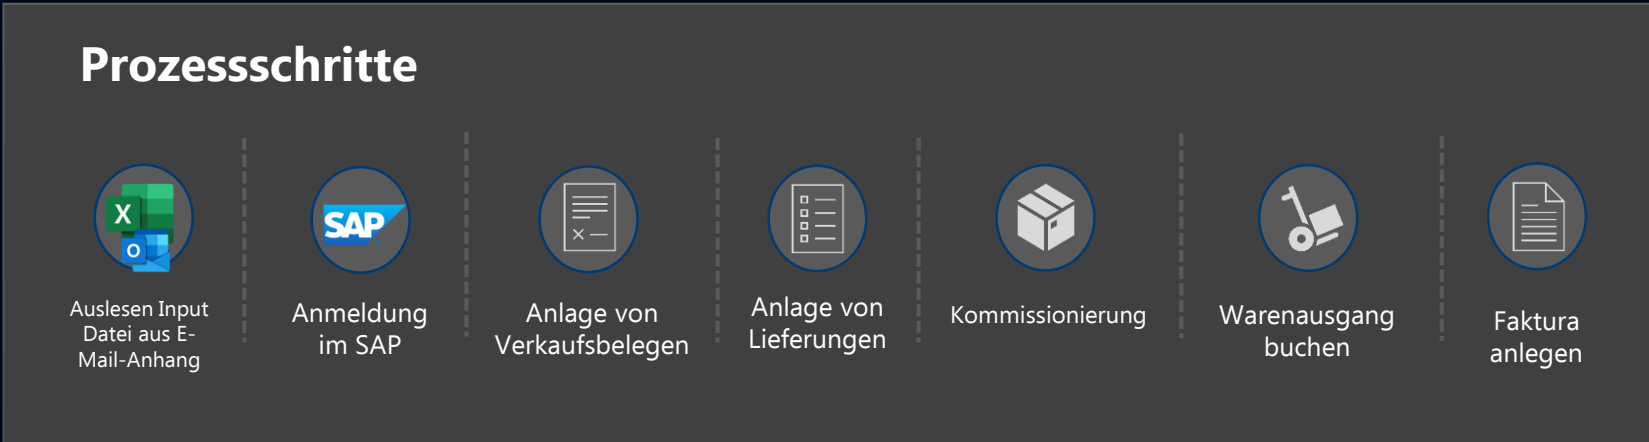 Prozessschritte
X
O
Auslesen Input
Datei aus E-
Mail-Anhang
SAP
Anmeldung
im SAP
Anlage von
Verkaufsbelegen
Anlage von
Lieferungen
Kommissionierung
Warenausgang
buchen
Faktura
anlegen